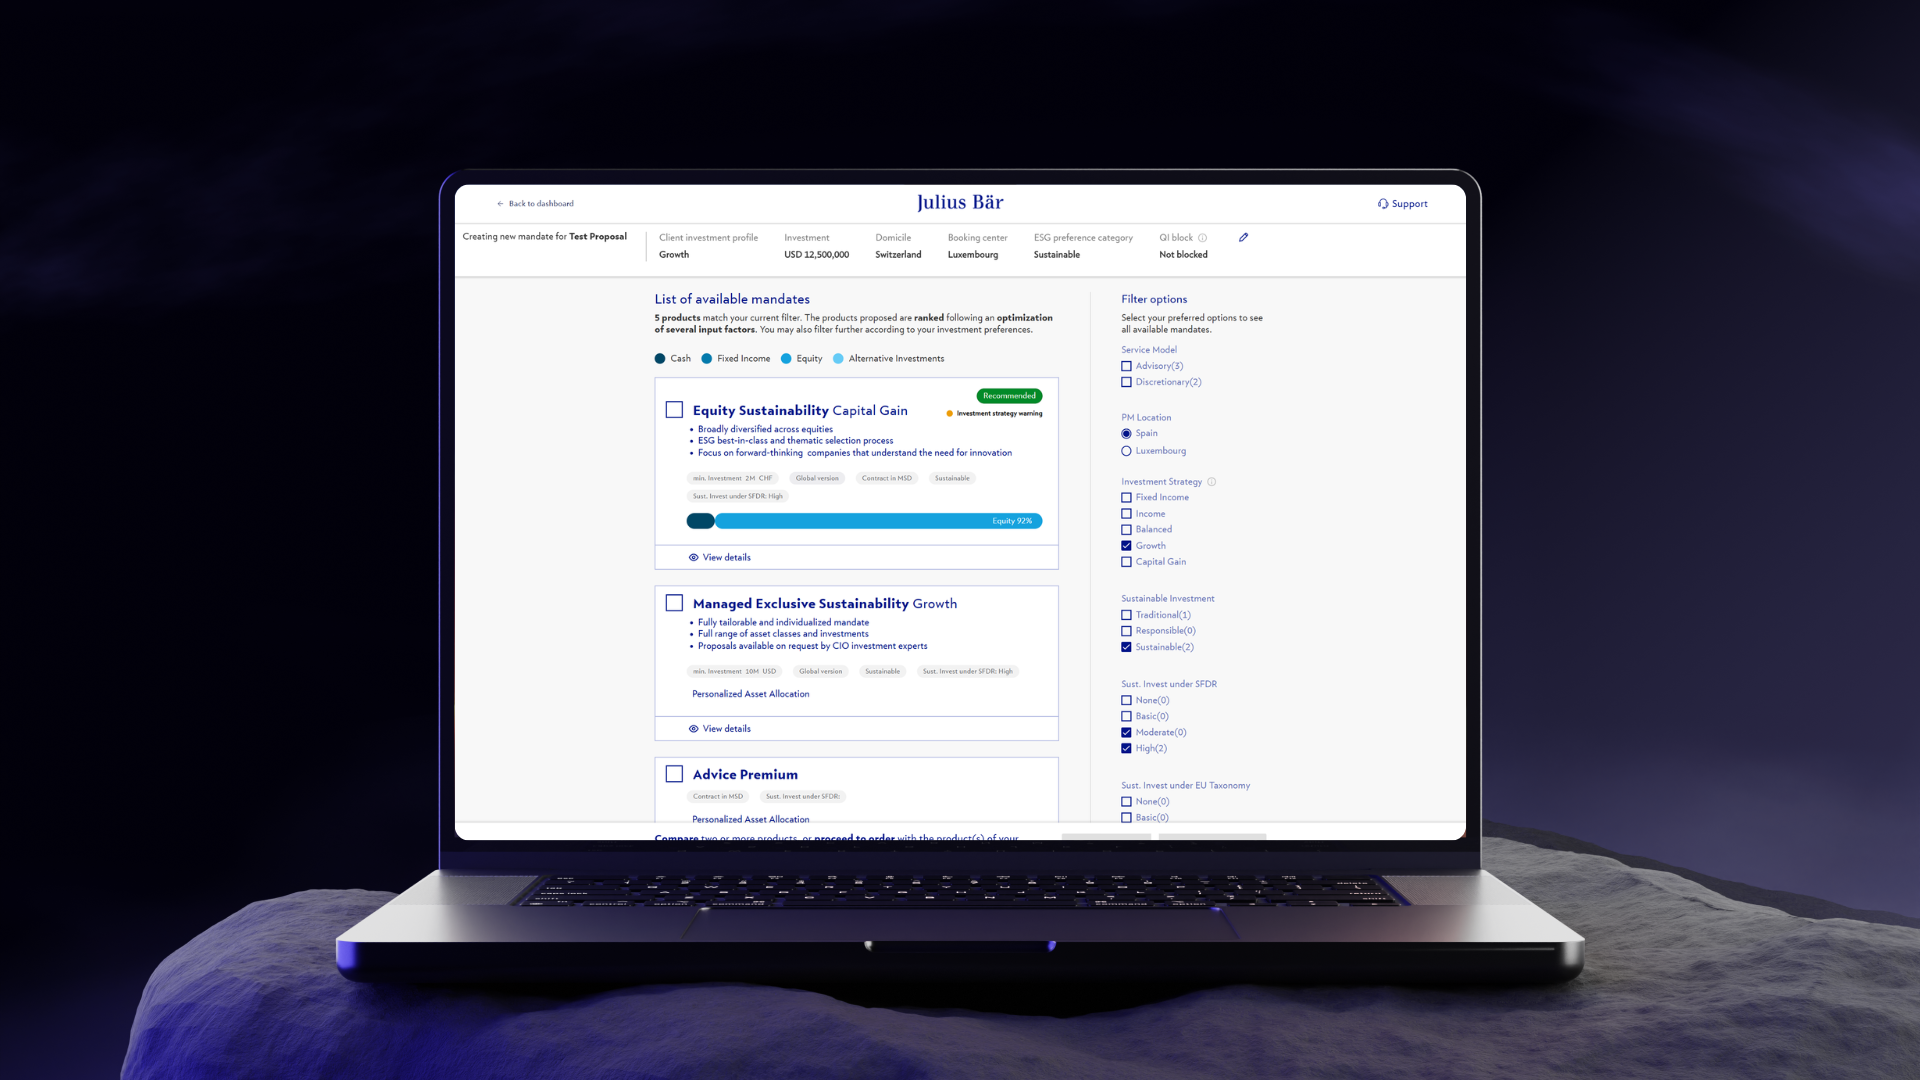 ← Back to dashboard
Julius Bär
Support
Creating new mandate for Test Proposal
Client investment profile
Growth
Investment
USD 12,500,000
Domicile
Switzerland
Booking center
Luxembourg
ESG preference category
Sustainable
QI block
Not blocked
List of available mandates
5 products match your current filter. The products proposed are ranked following an optimization
of several input factors. You may also filter further according to your investment preferences.
Cash
Fixed Income
Equity
Alternative Investments
Recommended
Equity Sustainability Capital Gain
Investment strategy warning
• Broadly diversified across equities
• ESG best-in-class and thematic selection process
• Focus on forward-thinking companies that understand the need for innovation
min. Investment 2M CHF
Global version
Contract in MSD
Sustainable
Sust. Invest under SFDR: High
Equity 92%
View details
Managed Exclusive Sustainability Growth
• Fully tailorable and individualized mandate
• Full range of asset classes and investments
• Proposals available on request by CIO investment experts
min. Investment 10M USD
Global version
Sustainable
Sust. Invest under SFDR: High
Personalized Asset Allocation
View details
Advice Premium
Contract in MSD
Sust. Invest under SFDR:
Personalized Asset Allocation
Compare two or more products, or proceed to order with the product(s) of your
Filter options
Select your preferred options to see
all available mandates.
Service Model
Advisory(3)
Discretionary(2)
PM Location
Spain
Luxembourg
Investment Strategy
Fixed Income
Income
Balanced
Growth
Capital Gain
Sustainable Investment
Traditional(1)
Responsible(0)
Sustainable(2)
Sust. Invest under SFDR
None(0)
Basic(0)
Moderate(0)
High(2)
Sust. Invest under EU Taxonomy
None(0)
Basic(0)